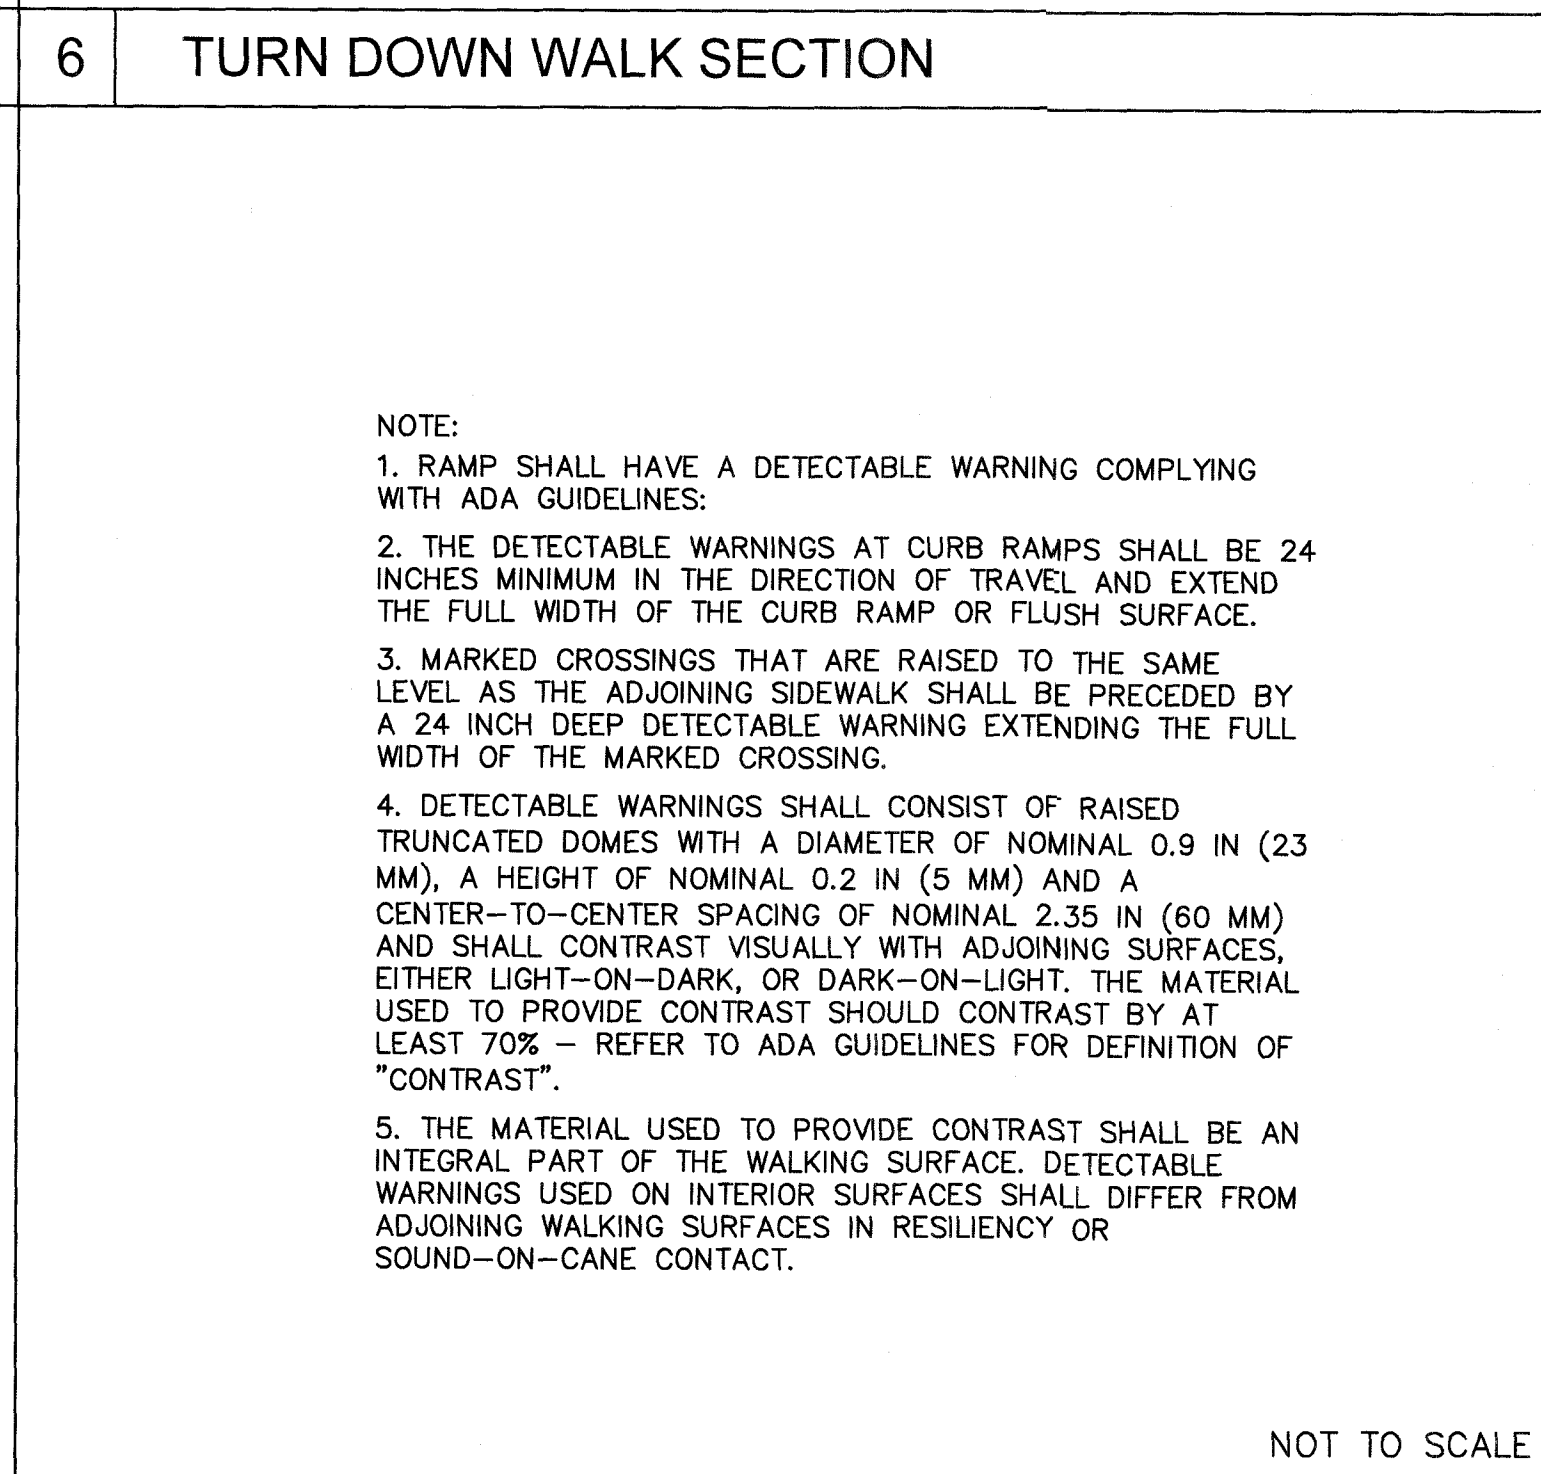 6 TURN DOWN WALK SECTION
NOTE:
1. RAMP SHALL HAVE A DETECTABLE WARNING COMPLYING
WITH ADA GUIDELINES:
2. THE DETECTABLE WARNINGS AT CURB RAMPS SHALL BE 24
INCHES MINIMUM IN THE DIRECTION OF TRAVEL AND EXTEND
THE FULL WIDTH OF THE CURB RAMP OR FLUSH SURFACE.
3. MARKED CROSSINGS THAT ARE RAISED TO THE SAME
LEVEL AS THE ADJOINING SIDEWALK SHALL BE PRECEDED BY
A 24 INCH DEEP DETECTABLE WARNING EXTENDING THE FULL
WIDTH OF THE MARKED CROSSING.
4. DETECTABLE WARNINGS SHALL CONSIST OF RAISED
TRUNCATED DOMES WITH A DIAMETER OF NOMINAL 0.9 IN (23
MM), A HEIGHT OF NOMINAL 0.2 IN (5 MM) AND A
CENTER-TO-CENTER SPACING OF NOMINAL 2.35 IN (60 MM)
AND SHALL CONTRAST VISUALLY WITH ADJOINING SURFACES,
EITHER LIGHT-ON-DARK, OR DARK-ON-LIGHT. THE MATERIAL
USED TO PROVIDE CONTRAST SHOULD CONTRAST BY AT
LEAST 70% - REFER TO ADA GUIDELINES FOR DEFINITION OF
"CONTRAST".
5. THE MATERIAL USED TO PROVIDE CONTRAST SHALL BE AN
INTEGRAL PART OF THE WALKING SURFACE. DETECTABLE
WARNINGS USED ON INTERIOR SURFACES SHALL DIFFER FROM
ADJOINING WALKING SURFACES IN RESILIENCY OR
SOUND-ON-CANE CONTACT.
NOT TO SCALE